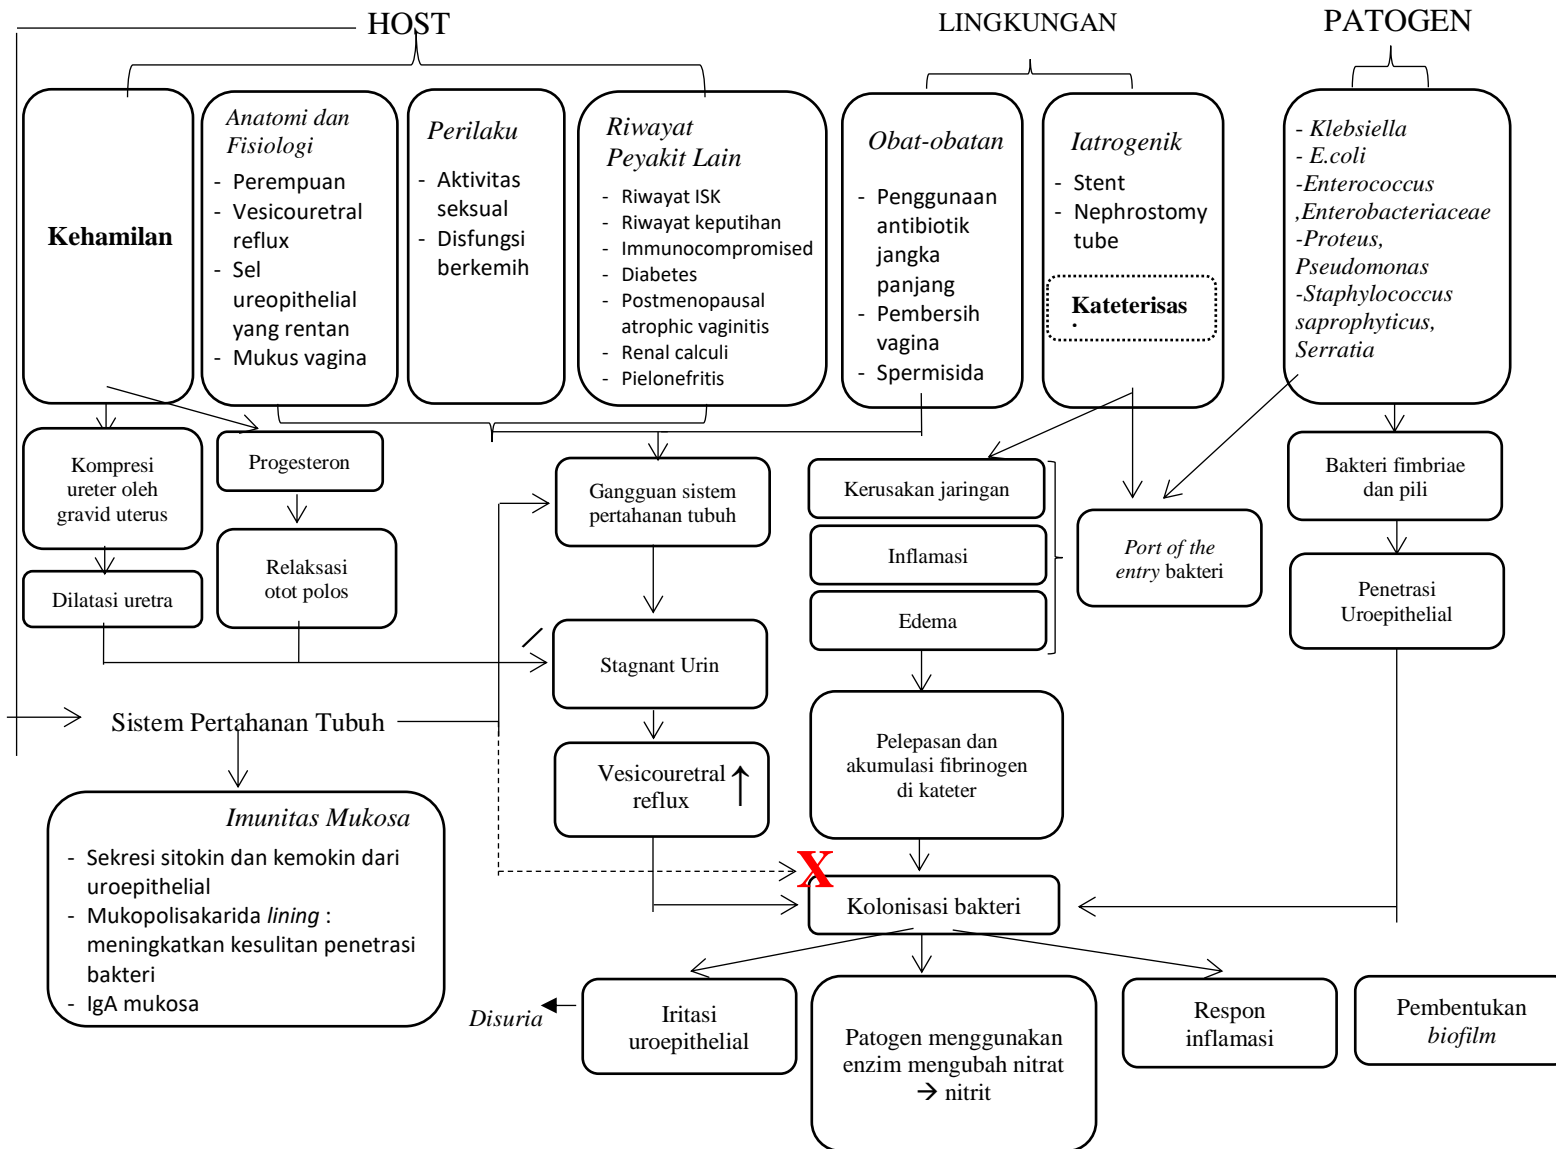 HOST
LINGKUNGAN
PATOGEN
Kehamilan
Anatomi dan
Fisiologi
- Perempuan
- Vesicouretral
reflux
- Sel
ureopithelial
yang rentan
- Mukus vagina
Perilaku
- Aktivitas
seksual
- Disfungsi
berkemih
Riwayat
Peyakit Lain
- Riwayat ISK
- Riwayat keputihan
- Immunocompromised
- Diabetes
- Postmenopausal
atrophic vaginitis
- Renal calculi
- Pielonefritis
Obat-obatan
- Penggunaan
antibiotik
jangka
panjang
- Pembersih
vagina
- Spermisida
Iatrogenik
- Stent
- Nephrostomy
tube
Kateterisas
- Klebsiella
- E.coli
-Enterococcus
,Enterobacteriaceae
-Proteus,
Pseudomonas
-Staphylococcus
saprophyticus,
Serratia
Kompresi
ureter oleh
gravid uterus
Progesteron
Gangguan sistem
pertahanan tubuh
Kerusakan jaringan
Bakteri fimbriae
dan pili
Inflamasi
Port of the
entry bakteri
Dilatasi uretra
Relaksasi
otot polos
Edema
Penetrasi
Uroepithelial
Stagnant Urin
Sistem Pertahanan Tubuh
Vesicouretral ↑
reflux
Pelepasan dan
akumulasi fibrinogen
di kateter
Imunitas Mukosa
- Sekresi sitokin dan kemokin dari
uroepithelial
- Mukopolisakarida lining :
meningkatkan kesulitan penetrasi
bakteri
- IgA mukosa
X
Kolonisasi bakteri
Disuria
Iritasi
uroepithelial
Patogen menggunakan
enzim mengubah nitrat
→ nitrit
Respon
inflamasi
Pembentukan
biofilm